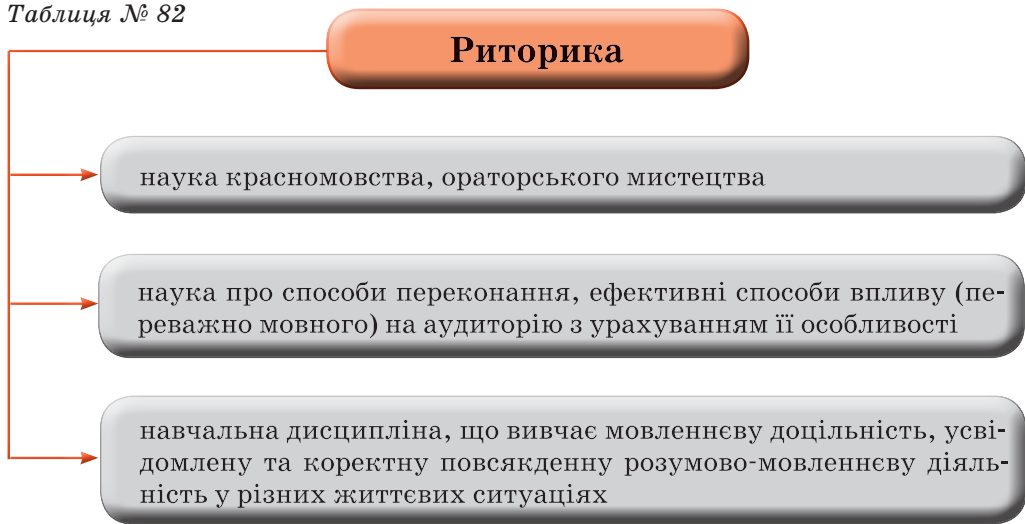 Таблиця № 82
Риторика
наука красномовства, ораторського мистецтва
наука про способи переконання, ефективні способи впливу (пе-
реважно мовного) на аудиторію з урахуванням її особливості
навчальна дисципліна, що вивчає мовленнєву доцільність, усві-
домлену та коректну повсякденну розумово-мовленнєву діяль-
ність у різних життєвих ситуаціях